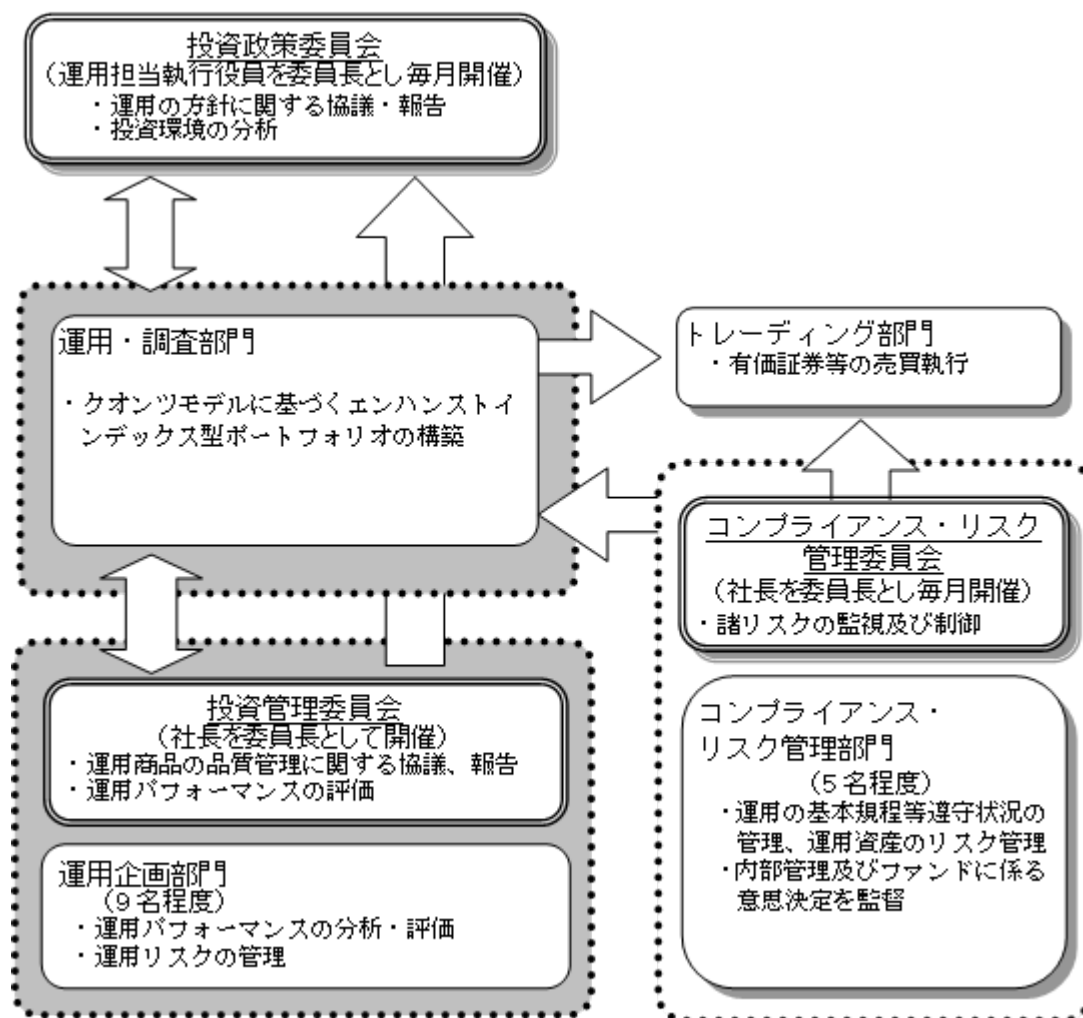 投資政策委員会
（運用担当執行役員を委員長とし毎月開催）
・運用の方針に関する協議・報告
・投資環境の分析
運用・調査部門
・クオンツモデルに基づくエンハンストイ
ンデックス型ポートフォリオの構築
トレーディング部門
・有価証券等の売買執行
コンプライアンス・リスク
管理委員会
（社長を委員長とし毎月開催）
・諸リスクの監視及び制御
投資管理委員会
（社長を委員長として開催）
・運用商品の品質管理に関する協議、報告
・運用パフォーマンスの評価
運用企画部門
（９名程度）
・運用パフォーマンスの分析・評価
・運用リスクの管理
コンプライアンス・
リスク管理部門
（５名程度）
・運用の基本規程等遵守状況の
管理、運用資産のリスク管理
・内部管理及びファンドに係る
意思決定を監督